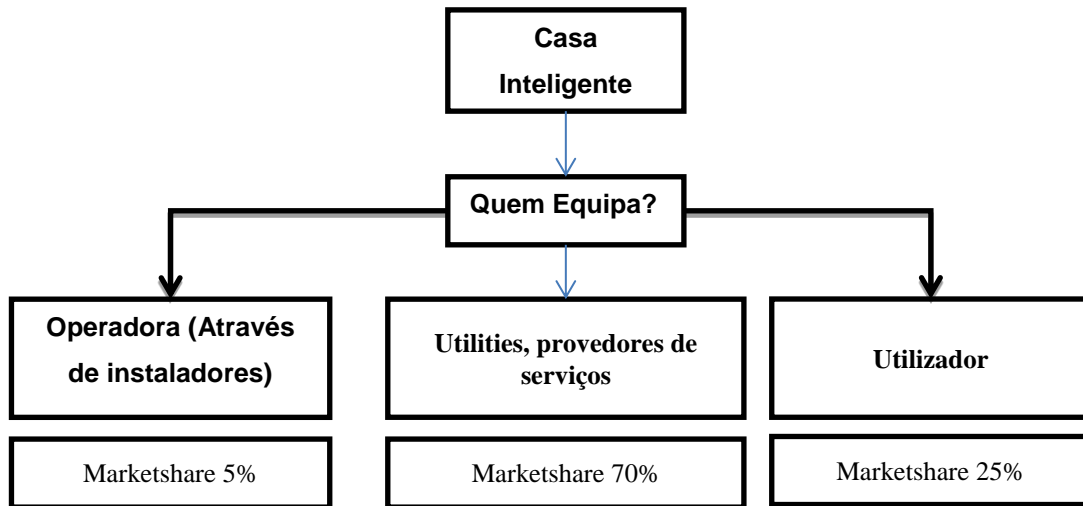 Casa
Inteligente
Quem Equipa?
Operadora (Através
de instaladores)
Utilities, provedores de
serviços
Utilizador
Marketshare 5%
Marketshare 70%
Marketshare 25%